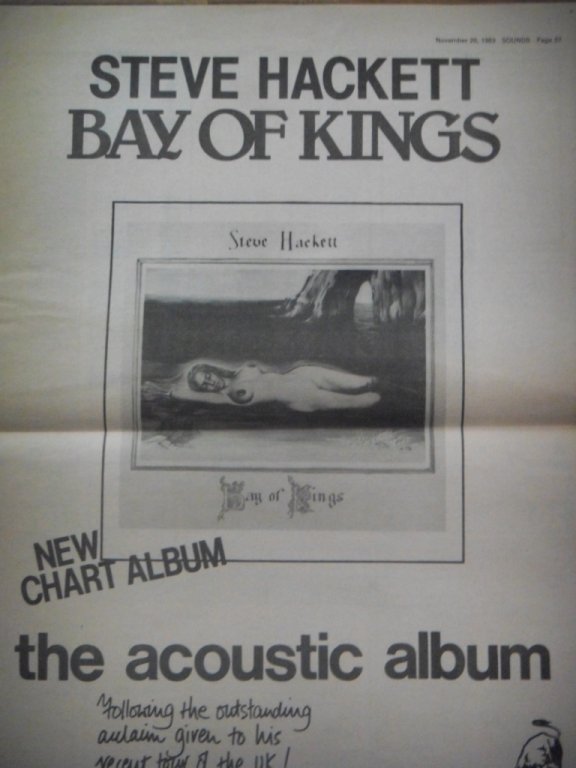 November 26, 1983 SOUNDS Page 37
STEVE HACKETT
BAY OF KINGS
Steve Hackett
Bay of Kings
NEW
CHART ALBUM
the acoustic album
Following the outstanding
acclaim given to his
recent tour of the UK!